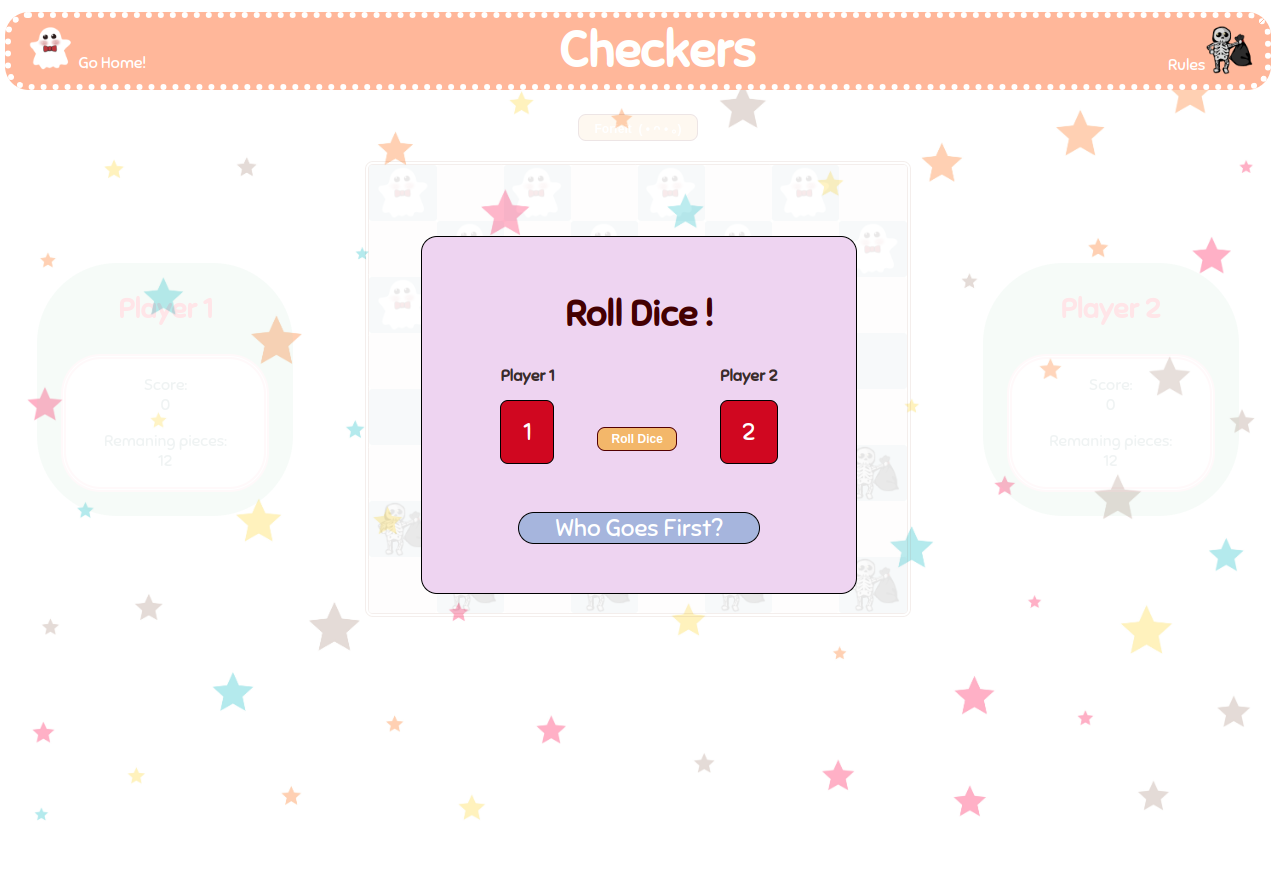 Go Home!
Checkers
Rules
Player 1
Score:
0
Remaning pieces:
12
Roll Dice !
Player 1
Player 2
1
Roll Dice
2
Who Goes First?
Player 2
Score:
0
Remaning pieces:
12